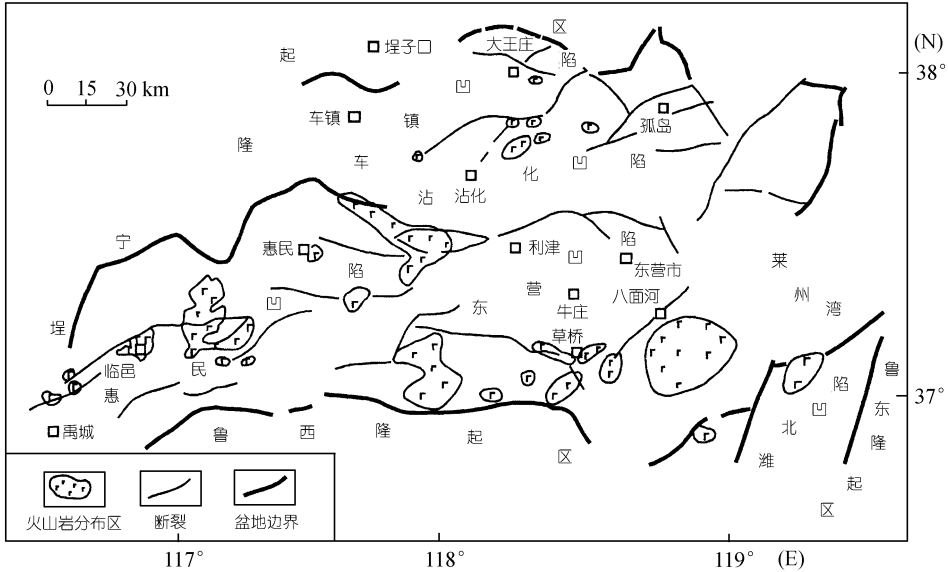 区
(N)
起
埕子口
大王庄
陷
38°
0 15 30 km
凹
车镇
镇
孤岛
隆
车
化
凹
陷
沾
沾化
宁
惠民
利津
陷
莱
陷
凹
东营市
凹
营
八面河
州
东
牛庄
湾
埕
草桥
临邑
民
陷
鲁
惠
37°
凹
东
禹城
鲁
西
隆
起
北
隆
区
潍
起
区
火山岩分布区
断裂
盆地边界
117°
118°
119°
(E)